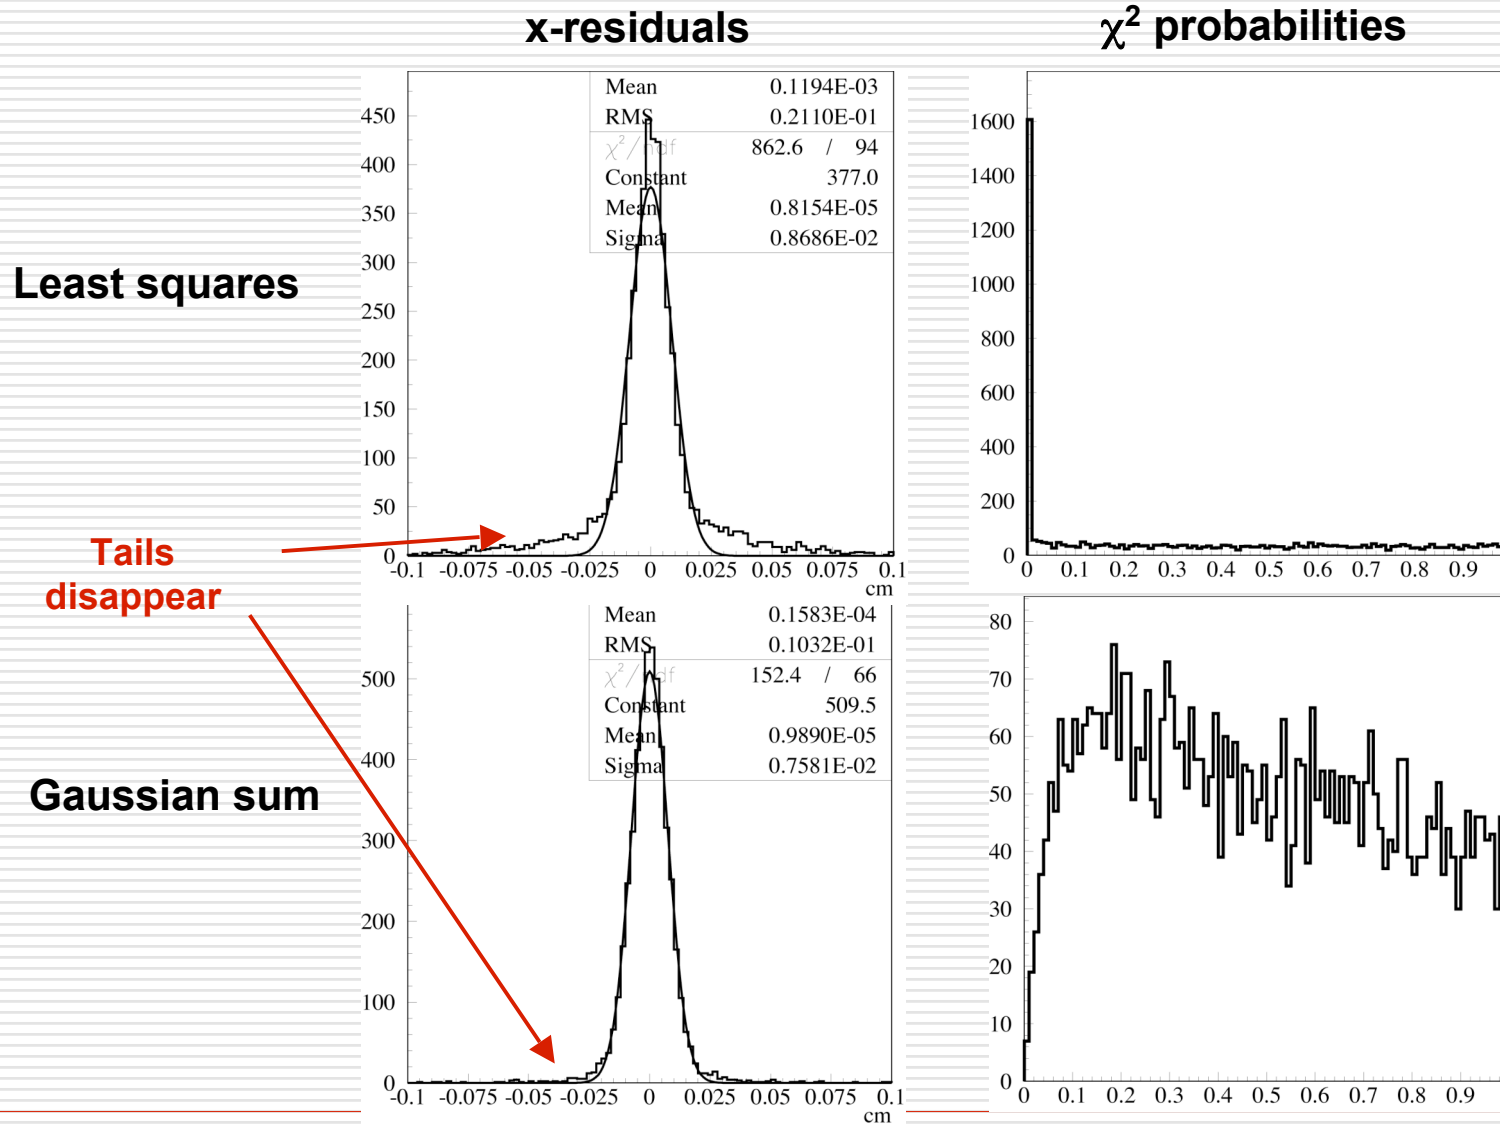 x-residuals
χ² probabilities
Least squares
Tails
disappear
Gaussian sum
Mean 0.1194E-03
RMS 0.2110E-01
χ²/ndf 862.6 / 94
Constant 377.0
Mean 0.8154E-05
Sigma 0.8686E-02
450
400
350
300
250
200
150
100
50
0
-0.1 -0.075 -0.05 -0.025 0 0.025 0.05 0.075 0.1
cm
1600
1400
1200
1000
800
600
400
200
0
0 0.1 0.2 0.3 0.4 0.5 0.6 0.7 0.8 0.9
Mean 0.1583E-04
RMS 0.1032E-01
χ²/ndf 152.4 / 66
Constant 509.5
Mean 0.9890E-05
Sigma 0.7581E-02
500
400
300
200
100
0
-0.1 -0.075 -0.05 -0.025 0 0.025 0.05 0.075 0.1
cm
80
70
60
50
40
30
20
10
0
0 0.1 0.2 0.3 0.4 0.5 0.6 0.7 0.8 0.9